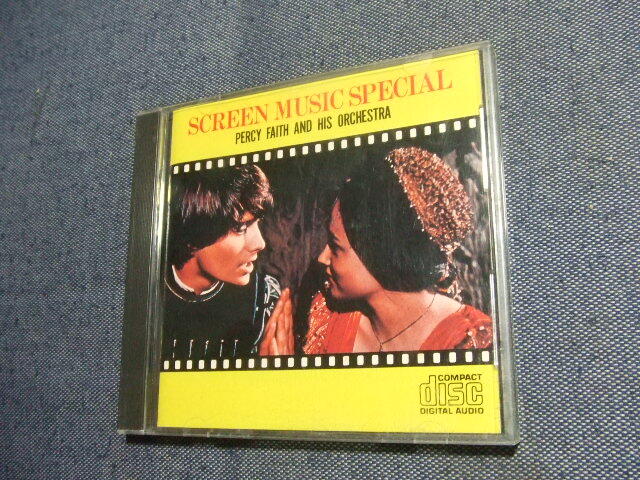 SCREEN MUSIC SPECIAL
PERCY FAITH AND HIS ORCHESTRA
COMPACT
disc
DIGITAL AUDIO